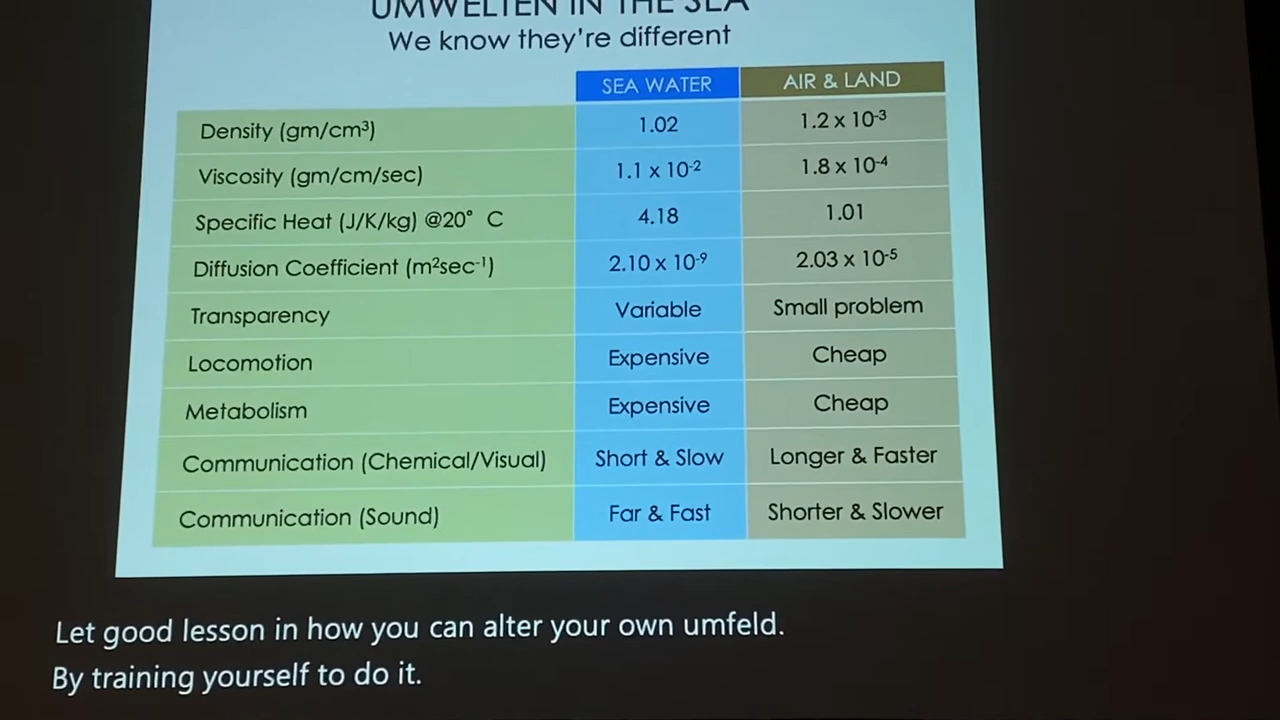 UMWELTEN IN THE SEA
We know they're different
SEA WATER AIR & LAND
Density (gm/cm³) 1.02 1.2 x 10⁻³
Viscosity (gm/cm/sec) 1.1 x 10⁻² 1.8 x 10⁻⁴
Specific Heat (J/K/kg) @20° C 4.18 1.01
Diffusion Coefficient (m²sec⁻¹) 2.10 x 10⁻⁹ 2.03 x 10⁻⁵
Transparency Variable Small problem
Locomotion Expensive Cheap
Metabolism Expensive Cheap
Communication (Chemical/Visual) Short & Slow Longer & Faster
Communication (Sound) Far & Fast Shorter & Slower
Let good lesson in how you can alter your own umfeld.
By training yourself to do it.